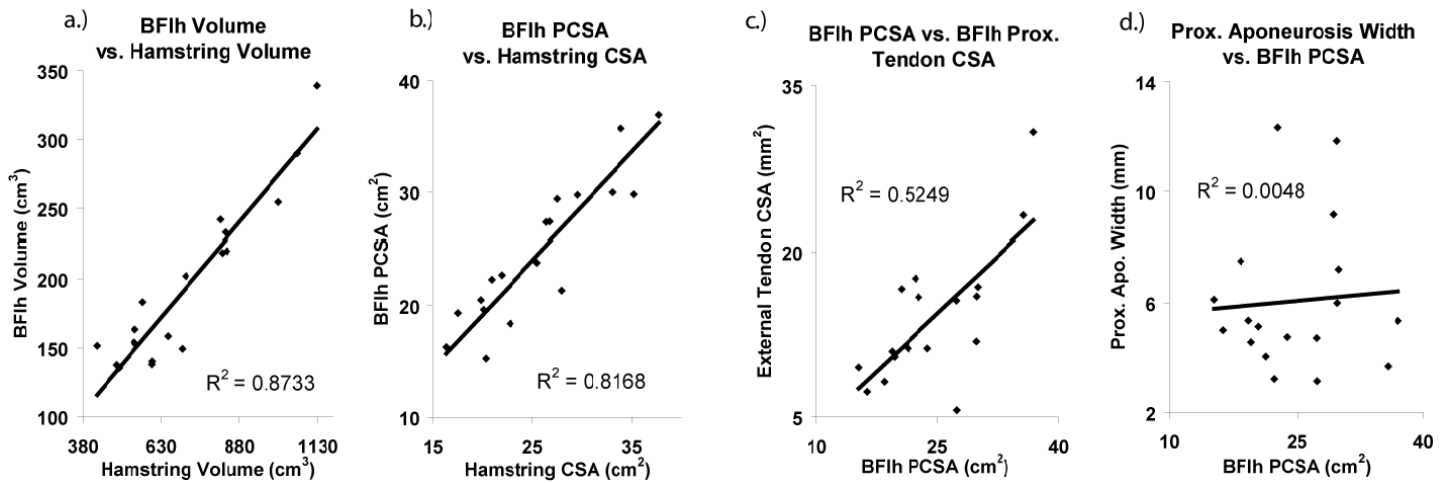 a.)
BFlh Volume
vs. Hamstring Volume
350
300
250
200
150
100
BFlh Volume (cm³)
R² = 0.8733
380 630 880 1130
Hamstring Volume (cm³)
b.)
BFlh PCSA
vs. Hamstring CSA
40
30
20
10
BFlh PCSA (cm²)
R² = 0.8168
15 25 35
Hamstring CSA (cm²)
c.)
BFlh PCSA vs. BFlh Prox.
Tendon CSA
35
20
5
External Tendon CSA (mm²)
R² = 0.5249
10 25 40
BFlh PCSA (cm²)
d.)
Prox. Aponeurosis Width
vs. BFlh PCSA
14
10
6
2
Prox. Apo. Width (mm)
R² = 0.0048
10 25 40
BFlh PCSA (cm²)